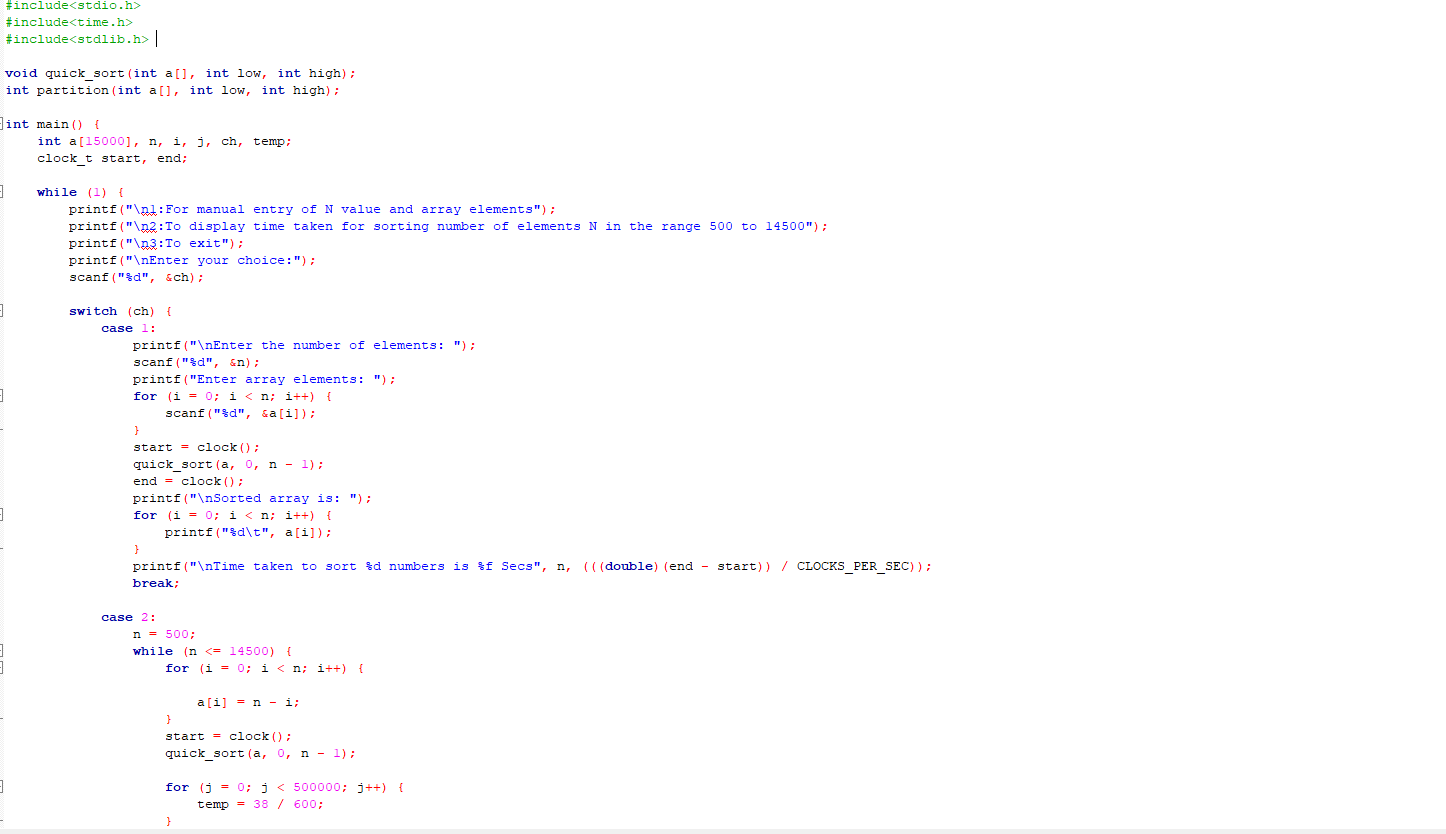 #include<stdio.h>
#include<time.h>
#include<stdlib.h>
void quick_sort(int a[], int low, int high);
int partition(int a[], int low, int high);
int main() {
    int a[15000], n, i, j, ch, temp;
    clock_t start, end;
    while (1) {
        printf("\n1:For manual entry of N value and array elements");
        printf("\n2:To display time taken for sorting number of elements N in the range 500 to 14500");
        printf("\n3:To exit");
        printf("\nEnter your choice:");
        scanf("%d", &ch);
        switch (ch) {
            case 1:
                printf("\nEnter the number of elements: ");
                scanf("%d", &n);
                printf("Enter array elements: ");
                for (i = 0; i < n; i++) {
                    scanf("%d", &a[i]);
                }
                start = clock();
                quick_sort(a, 0, n - 1);
                end = clock();
                printf("\nSorted array is: ");
                for (i = 0; i < n; i++) {
                    printf("%d\t", a[i]);
                }
                printf("\nTime taken to sort %d numbers is %f Secs", n, (((double)(end - start)) / CLOCKS_PER_SEC));
                break;
            case 2:
                n = 500;
                while (n <= 14500) {
                    for (i = 0; i < n; i++) {
                        a[i] = n - i;
                    }
                    start = clock();
                    quick_sort(a, 0, n - 1);
                    for (j = 0; j < 500000; j++) {
                        temp = 38 / 600;
                    }